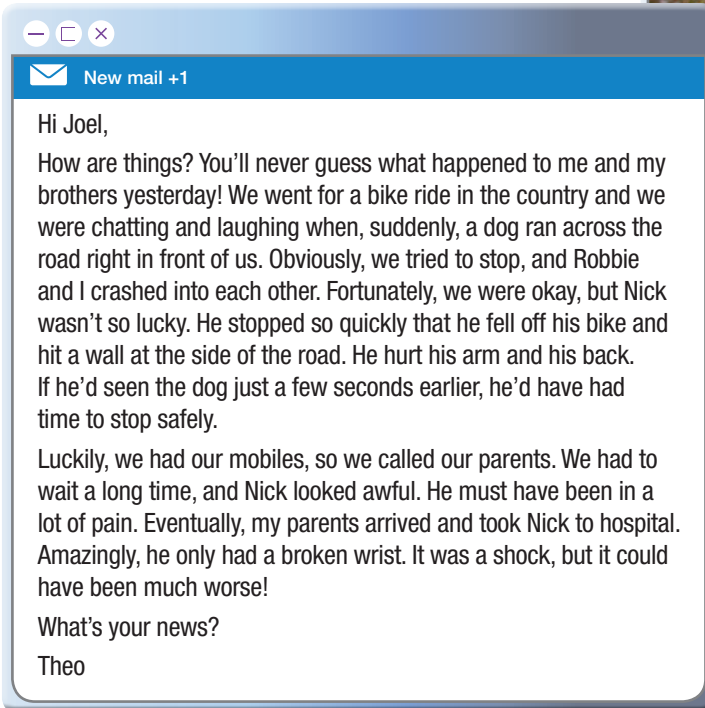 New mail +1
Hi Joel,
How are things? You'll never guess what happened to me and my
brothers yesterday! We went for a bike ride in the country and we
were chatting and laughing when, suddenly, a dog ran across the
road right in front of us. Obviously, we tried to stop, and Robbie
and I crashed into each other. Fortunately, we were okay, but Nick
wasn't so lucky. He stopped so quickly that he fell off his bike and
hit a wall at the side of the road. He hurt his arm and his back.
If he'd seen the dog just a few seconds earlier, he'd have had
time to stop safely.
Luckily, we had our mobiles, so we called our parents. We had to
wait a long time, and Nick looked awful. He must have been in a
lot of pain. Eventually, my parents arrived and took Nick to hospital.
Amazingly, he only had a broken wrist. It was a shock, but it could
have been much worse!
What's your news?
Theo